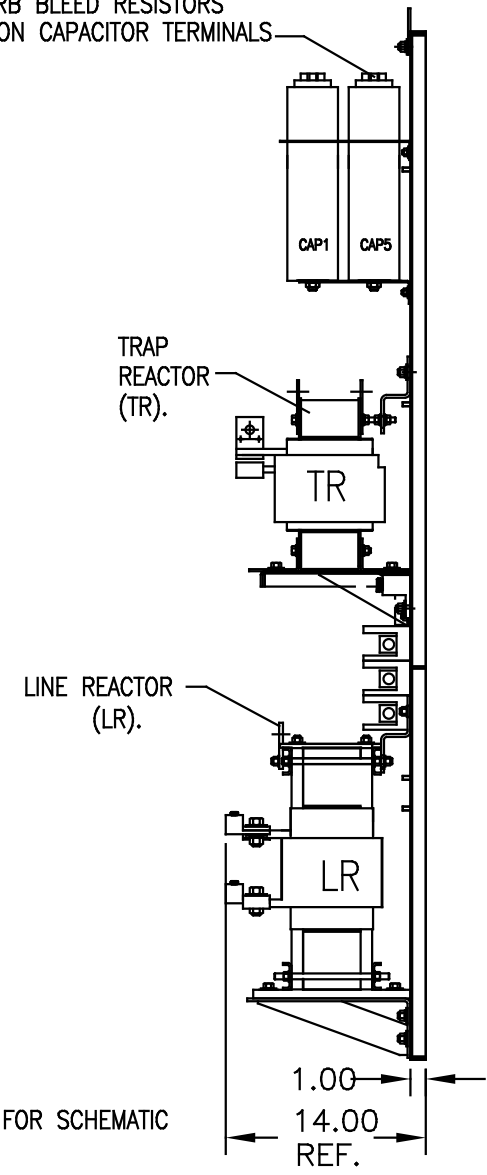 BLEED RESISTORS
ON CAPACITOR TERMINALS
CAP1 CAP5
TRAP
REACTOR
(TR).
TR
LINE REACTOR
(LR).
LR
1.00
FOR SCHEMATIC
14.00
REF.